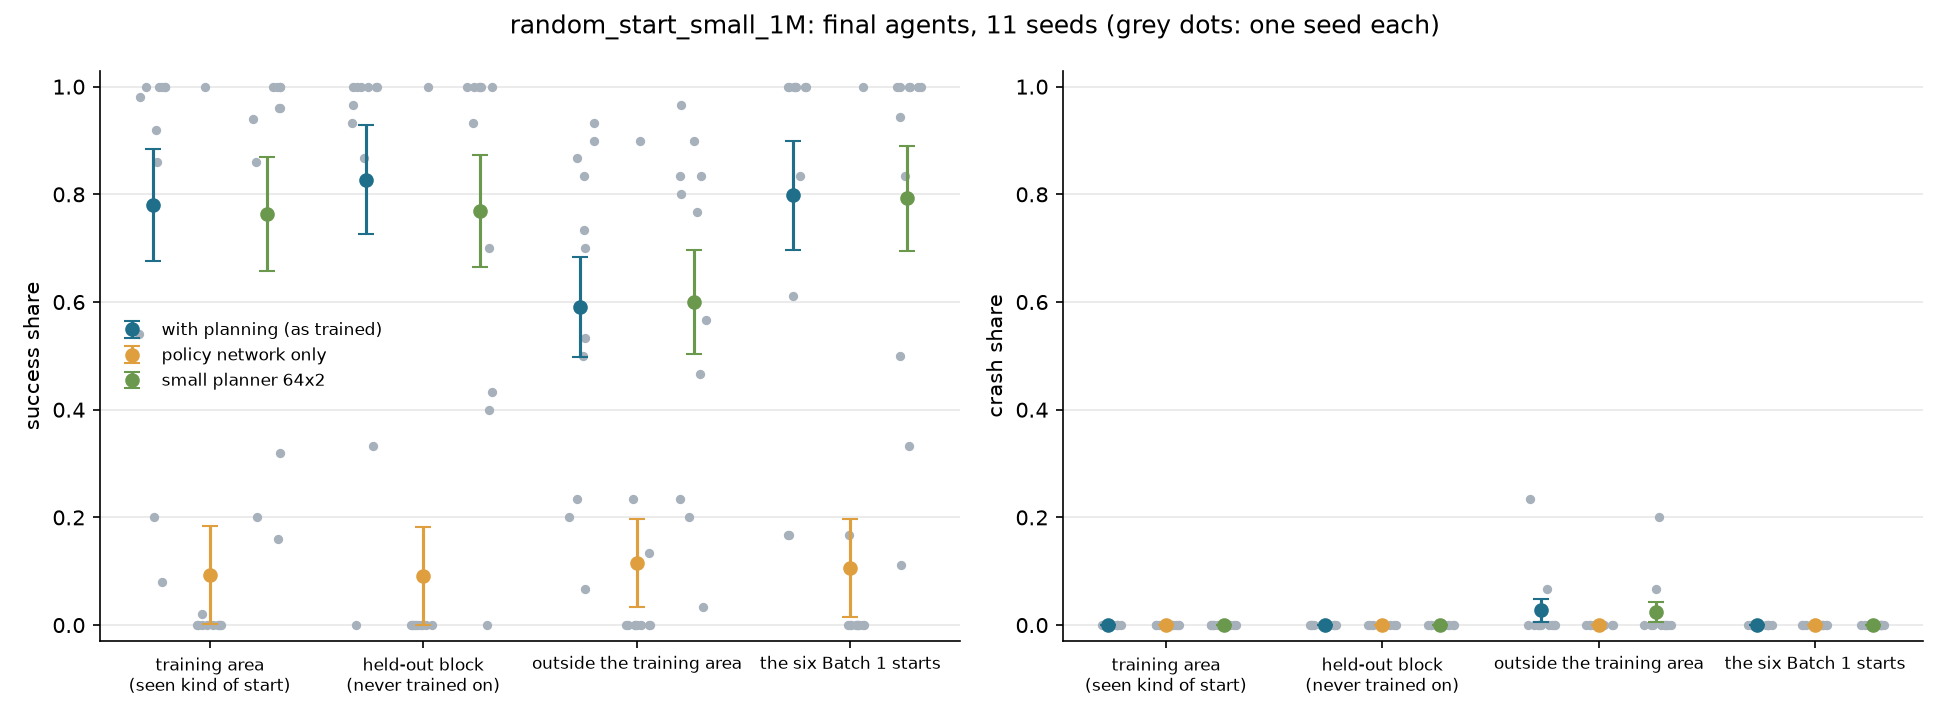 random_start_small_1M: final agents, 11 seeds (grey dots: one seed each)
success share
1.0
0.8
0.6
0.4
0.2
0.0
with planning (as trained)
policy network only
small planner 64x2
training area
(seen kind of start)
held-out block
(never trained on)
outside the training area
the six Batch 1 starts
crash share
1.0
0.8
0.6
0.4
0.2
0.0
training area
(seen kind of start)
held-out block
(never trained on)
outside the training area
the six Batch 1 starts